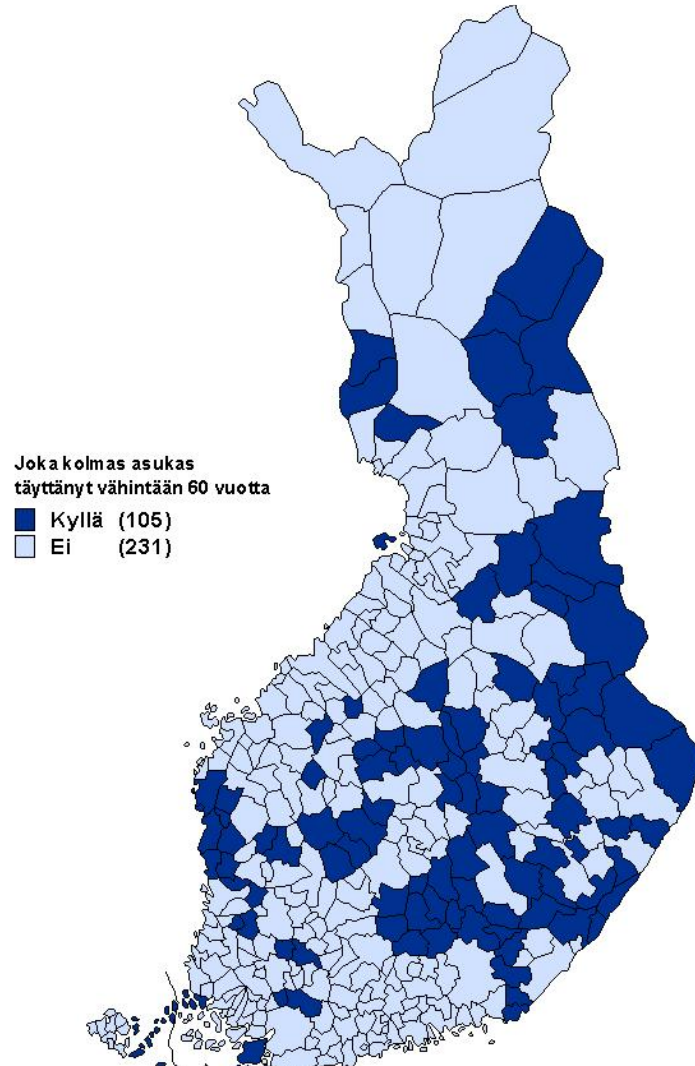 Joka kolmas asukas
täyttänyt vähintään 60 vuotta
Kyllä (105)
Ei (231)